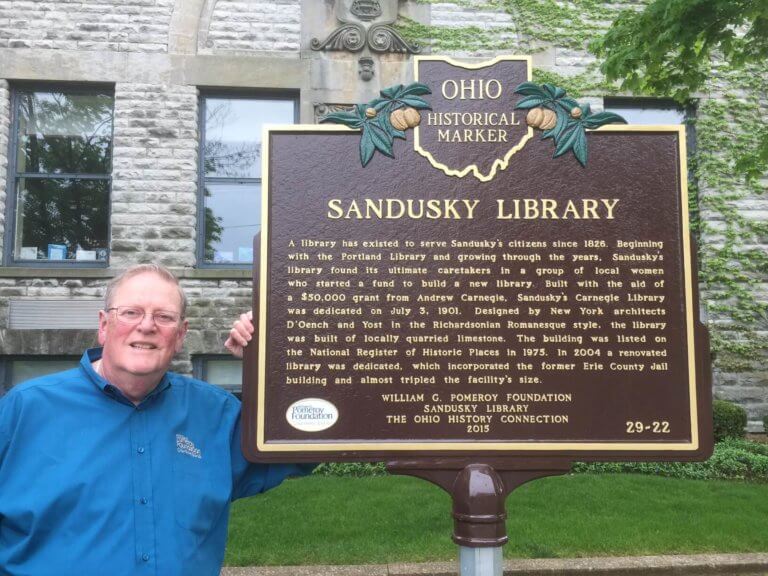 OHIO
HISTORICAL
MARKER
SANDUSKY LIBRARY
A library has existed to serve Sandusky's citizens since 1826. Beginning
with the Portland Library and growing through the years, Sandusky's
library found its ultimate caretakers in a group of local women
who started a fund to build a new library. Built with the aid of
a $50,000 grant from Andrew Carnegie, Sandusky's Carnegie Library
was dedicated on July 3, 1901. Designed by New York architects
D'Oench and Yost in the Richardsonian Romanesque style, the library
was built of locally quarried limestone. The building was listed on
the National Register of Historic Places in 1975. In 2004 a renovated
library was dedicated, which incorporated the former Erie County Jail
building and almost tripled the facility's size.
WILLIAM G. POMEROY FOUNDATION
SANDUSKY LIBRARY
THE OHIO HISTORY CONNECTION
2015
29-22
Pomeroy
Foundation